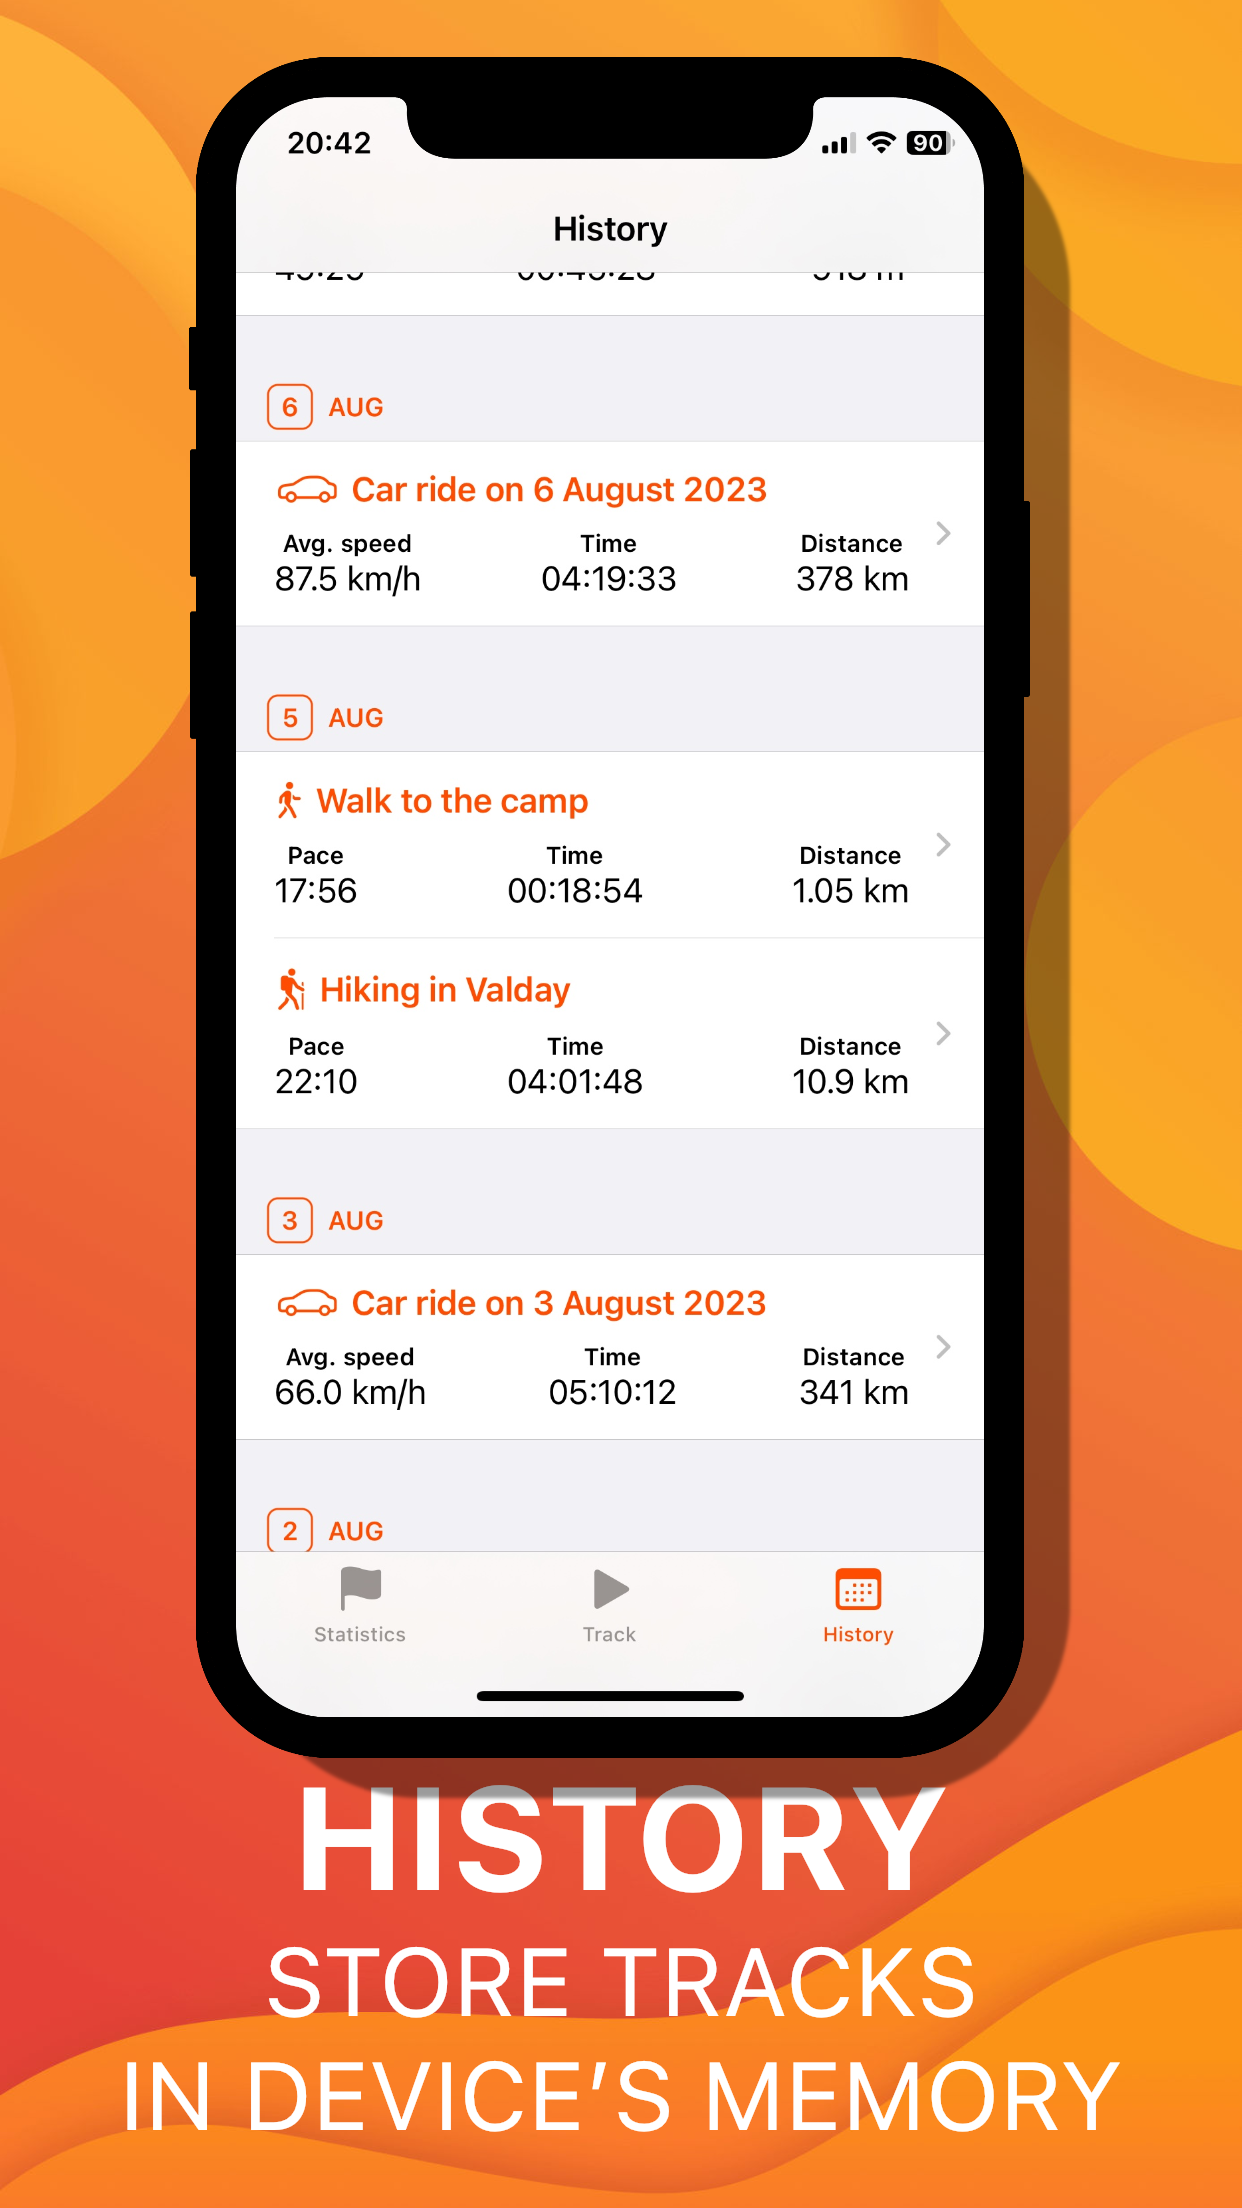 20:42
90
History
6 AUG
Car ride on 6 August 2023
Avg. speed Time Distance
87.5 km/h 04:19:33 378 km
5 AUG
Walk to the camp
Pace Time Distance
17:56 00:18:54 1.05 km
Hiking in Valday
Pace Time Distance
22:10 04:01:48 10.9 km
3 AUG
Car ride on 3 August 2023
Avg. speed Time Distance
66.0 km/h 05:10:12 341 km
2 AUG
Statistics Track History
HISTORY
STORE TRACKS
IN DEVICE’S MEMORY